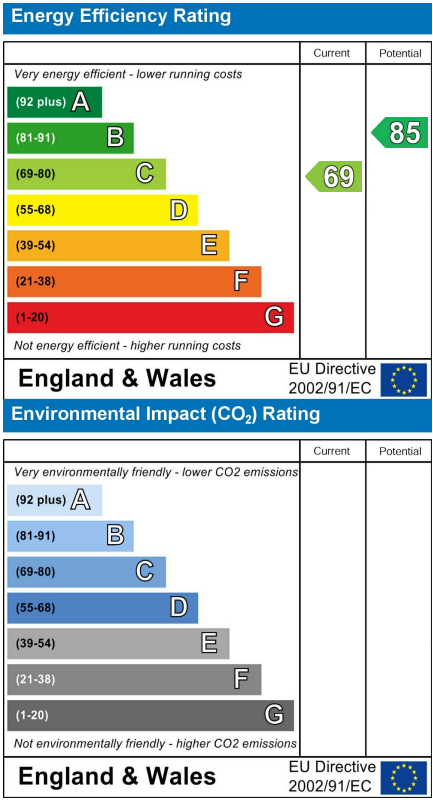 Energy Efficiency Rating
Current Potential
Very energy efficient - lower running costs
(92 plus) A
(81-91) B
85
(69-80) C
69
(55-68) D
(39-54) E
(21-38) F
(1-20) G
Not energy efficient - higher running costs
England & Wales
EU Directive
2002/91/EC
Environmental Impact (CO₂) Rating
Current Potential
Very environmentally friendly - lower CO2 emissions
(92 plus) A
(81-91) B
(69-80) C
(55-68) D
(39-54) E
(21-38) F
(1-20) G
Not environmentally friendly - higher CO2 emissions
England & Wales
EU Directive
2002/91/EC